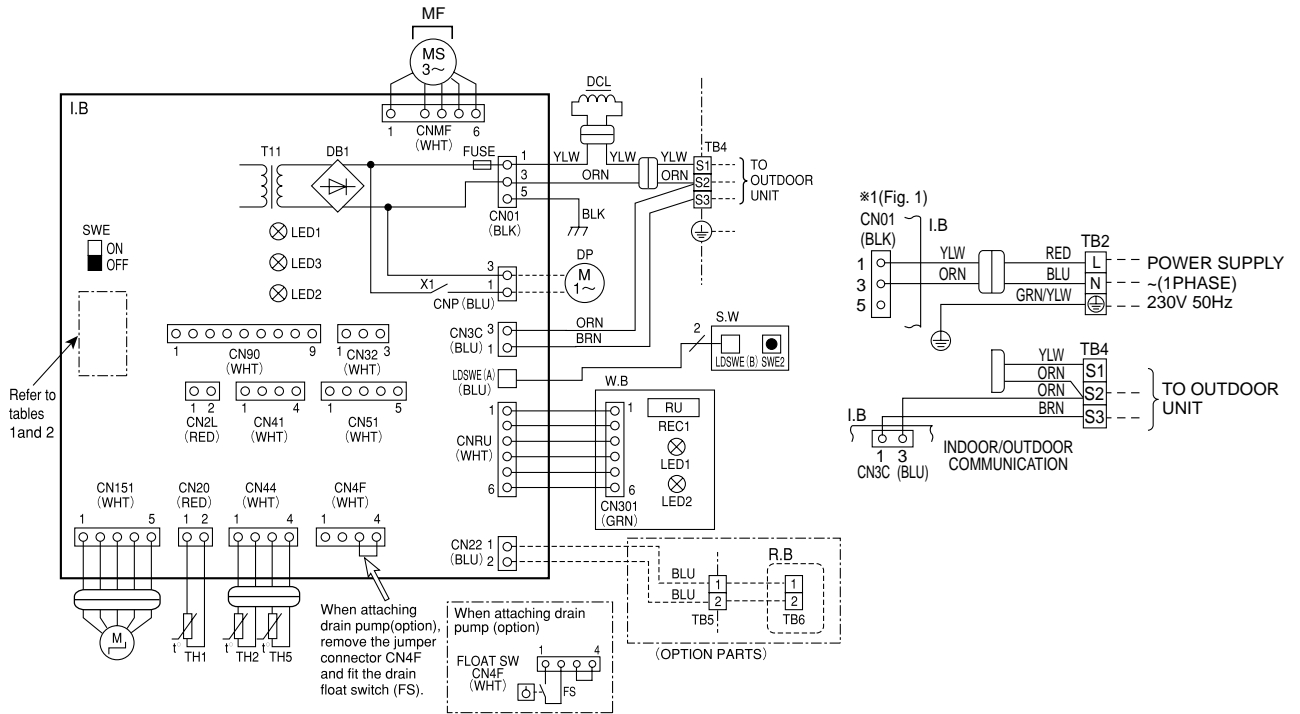 MF
MS
3~
I.B
1 6
CNMF
(WHT)
DCL
T11
DB1
FUSE
1
3
5
CN01
(BLK)
YLW YLW YLW
ORN ORN
BLK
TB4
S1
S2
S3
TO
OUTDOOR
UNIT
SWE
ON
OFF
LED1
LED3
LED2
X1
3
1
CNP (BLU)
DP
M
1~
CN3C 3
(BLU) 1
ORN
BRN
LDSWE (A)
(BLU)
2
S.W
LDSWE (B) SWE2
1 9
CN90
(WHT)
1 3
CN32
(WHT)
1 2
CN2L
(RED)
1 4
CN41
(WHT)
1 5
CN51
(WHT)
Refer to
tables
1and 2
1
CNRU
(WHT)
6
W.B
1
6
CN301
(GRN)
RU
REC1
LED1
LED2
CN151
(WHT)
1 5
CN20
(RED)
1 2
CN44
(WHT)
1 4
CN4F
(WHT)
1 4
CN22 1
(BLU) 2
M
t°
TH1
t°
TH2
t°
TH5
When attaching
drain pump(option),
remove the jumper
connector CN4F
and fit the drain
float switch (FS).
When attaching drain
pump (option)
FLOAT SW
CN4F
(WHT)
1 4
FS
BLU
BLU
1
2
TB5
R.B
1
2
TB6
(OPTION PARTS)
※1(Fig. 1)
CN01
(BLK)
I.B
1
3
5
YLW
ORN
RED
BLU
GRN/YLW
TB2
L
N
POWER SUPPLY
~(1PHASE)
230V 50Hz
YLW
ORN
ORN
BRN
TB4
S1
S2
S3
TO OUTDOOR
UNIT
I.B
1 3
CN3C (BLU)
INDOOR/OUTDOOR
COMMUNICATION